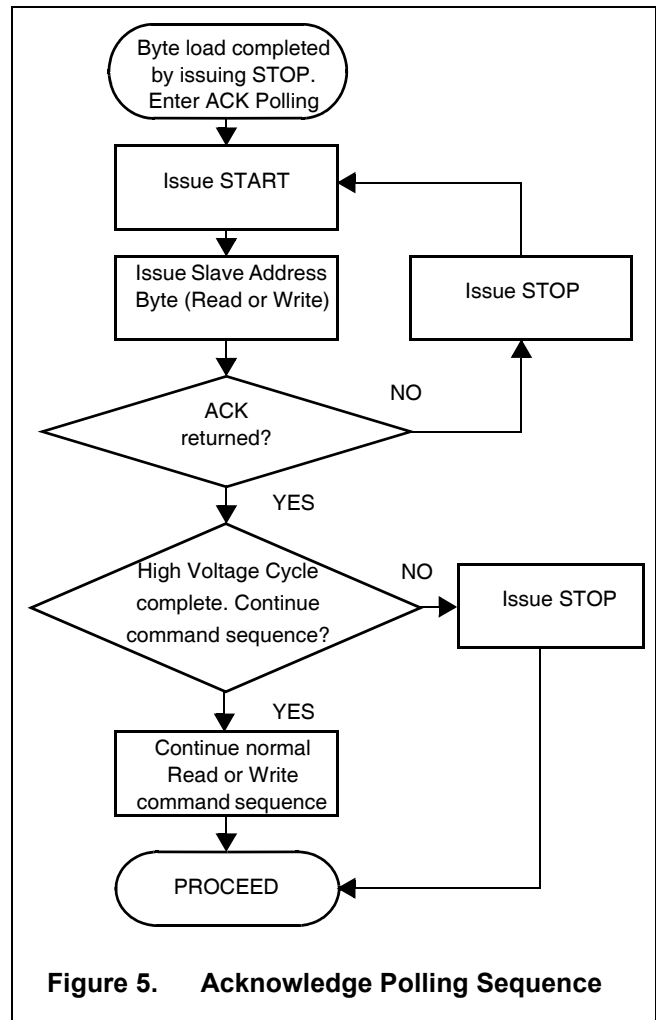 Byte load completed
by issuing STOP.
Enter ACK Polling
Issue START
Issue Slave Address
Byte (Read or Write)
Issue STOP
ACK
returned?
NO
YES
High Voltage Cycle
complete. Continue
command sequence?
NO
Issue STOP
YES
Continue normal
Read or Write
command sequence
PROCEED
Figure 5. Acknowledge Polling Sequence